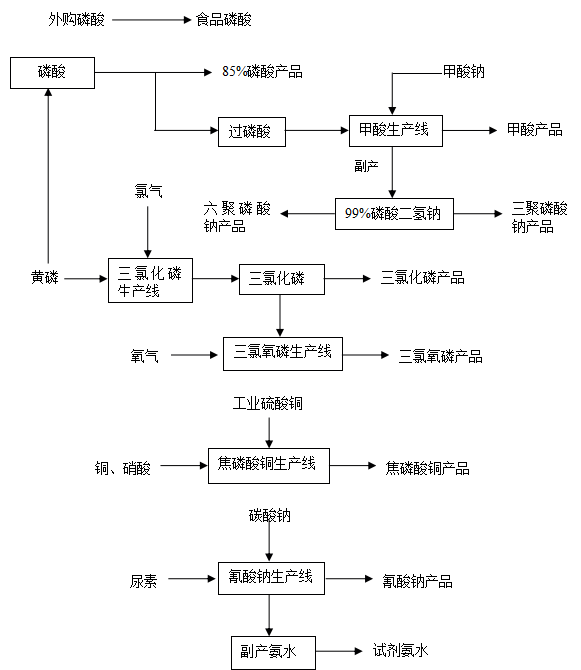 外购磷酸
食品磷酸
磷酸
85%磷酸产品
甲酸钠
过磷酸
甲酸生产线
甲酸产品
副产
氯气
六聚磷酸
钠产品
99%磷酸二氢钠
三聚磷酸
钠产品
黄磷
三氯化磷
生产线
三氯化磷
三氯化磷产品
氧气
三氯氧磷生产线
三氯氧磷产品
工业硫酸铜
铜、硝酸
焦磷酸铜生产线
焦磷酸铜产品
碳酸钠
尿素
氰酸钠生产线
氰酸钠产品
副产氨水
试剂氨水